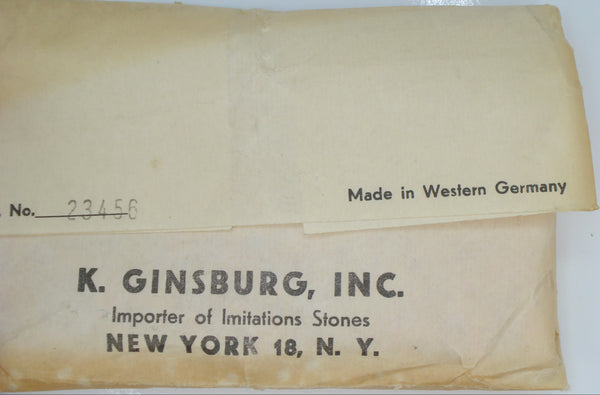 . No. 23456
Made in Western Germany
K. GINSBURG, INC.
Importer of Imitations Stones
NEW YORK 18, N. Y.